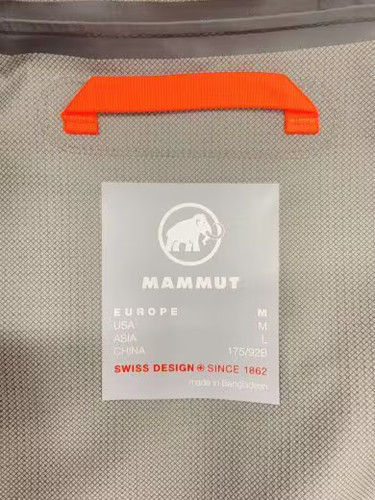 MAMMUT
EUROPE M
USA M
ASIA L
CHINA 175/92B
SWISS DESIGN SINCE 1862
made in Bangladesh